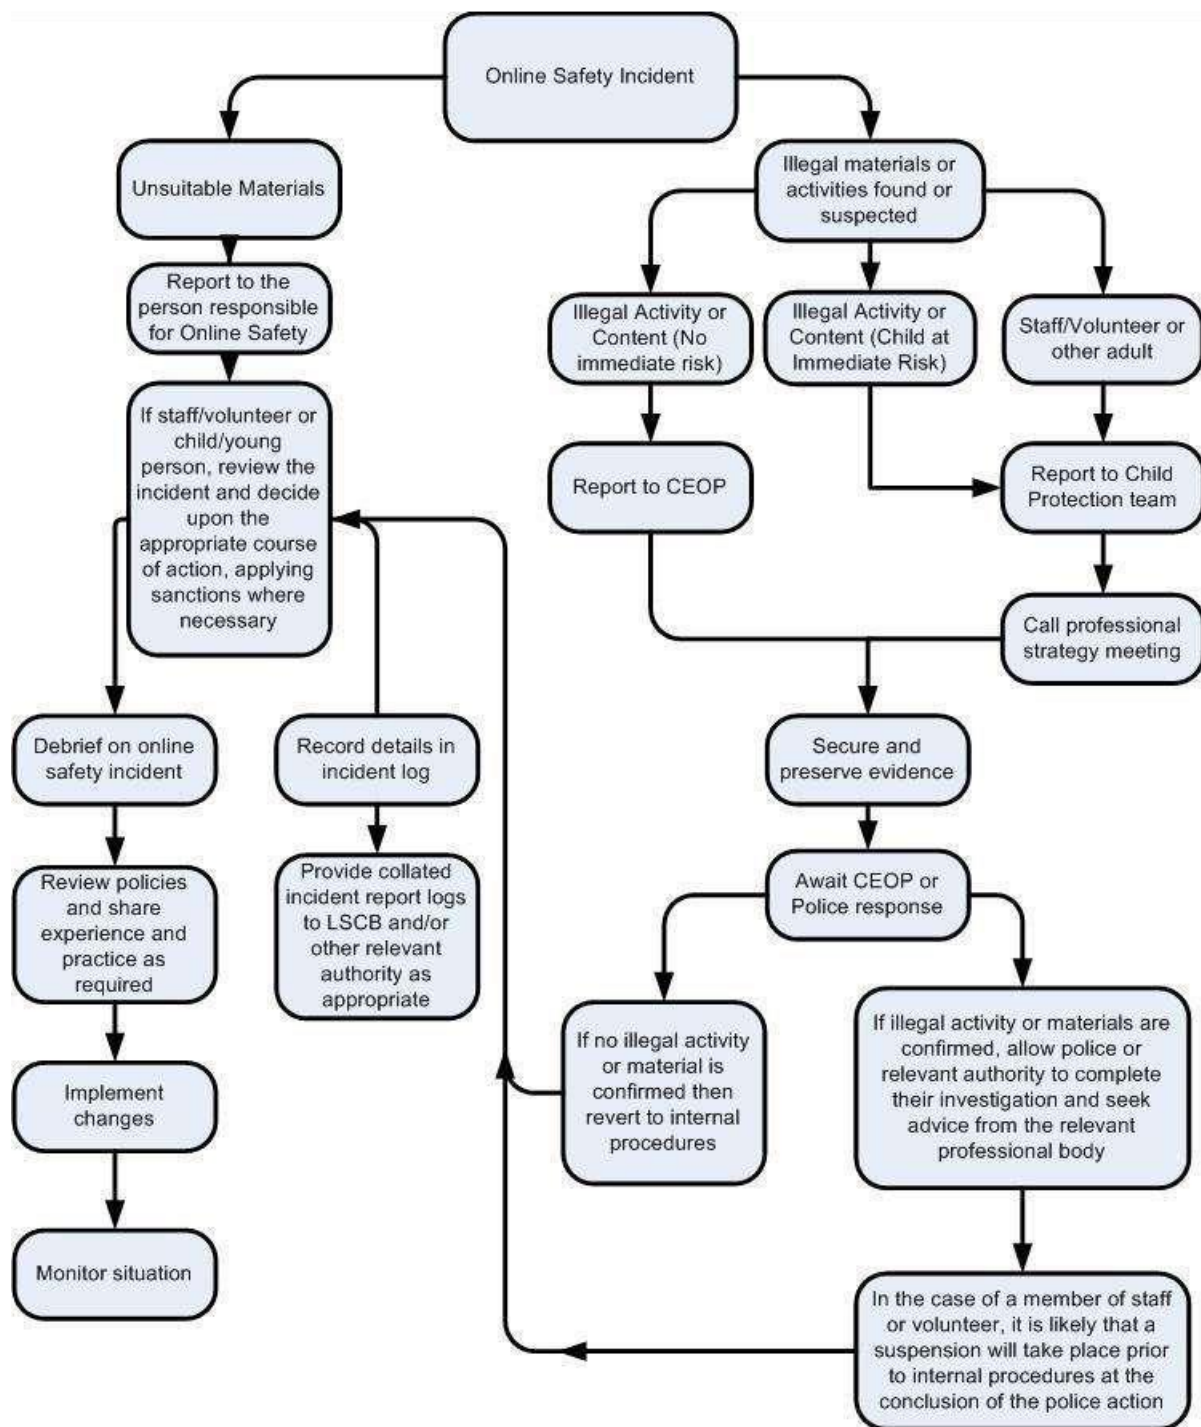 Online Safety Incident
Unsuitable Materials
Illegal materials or
activities found or
suspected
Report to the
person responsible
for Online Safety
Illegal Activity or
Content (No
immediate risk)
Illegal Activity or
Content (Child at
Immediate Risk)
Staff/Volunteer or
other adult
If staff/volunteer or
child/young
person, review the
incident and decide
upon the
appropriate course
of action, applying
sanctions where
necessary
Report to CEOP
Report to Child
Protection team
Call professional
strategy meeting
Debrief on online
safety incident
Record details in
incident log
Secure and
preserve evidence
Review policies
and share
experience and
practice as
required
Provide collated
incident report logs
to LSCB and/or
other relevant
authority as
appropriate
Await CEOP or
Police response
If no illegal activity
or material is
confirmed then
revert to internal
procedures
If illegal activity or materials are
confirmed, allow police or
relevant authority to complete
their investigation and seek
advice from the relevant
professional body
Implement
changes
Monitor situation
In the case of a member of staff
or volunteer, it is likely that a
suspension will take place prior
to internal procedures at the
conclusion of the police action